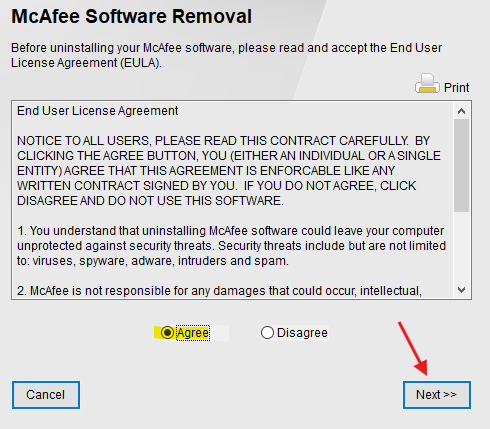 McAfee Software Removal
Before uninstalling your McAfee software, please read and accept the End User
License Agreement (EULA).
Print
End User License Agreement
NOTICE TO ALL USERS, PLEASE READ THIS CONTRACT CAREFULLY. BY
CLICKING THE AGREE BUTTON, YOU (EITHER AN INDIVIDUAL OR A SINGLE
ENTITY) AGREE THAT THIS AGREEMENT IS ENFORCABLE LIKE ANY
WRITTEN CONTRACT SIGNED BY YOU. IF YOU DO NOT AGREE, CLICK
DISAGREE AND DO NOT USE THIS SOFTWARE.
1. You understand that uninstalling McAfee software could leave your computer
unprotected against security threats. Security threats include but are not limited
to: viruses, spyware, adware, intruders and spam.
2. McAfee is not responsible for any damages that could occur, intellectual,
Agree
Disagree
Cancel
Next >>